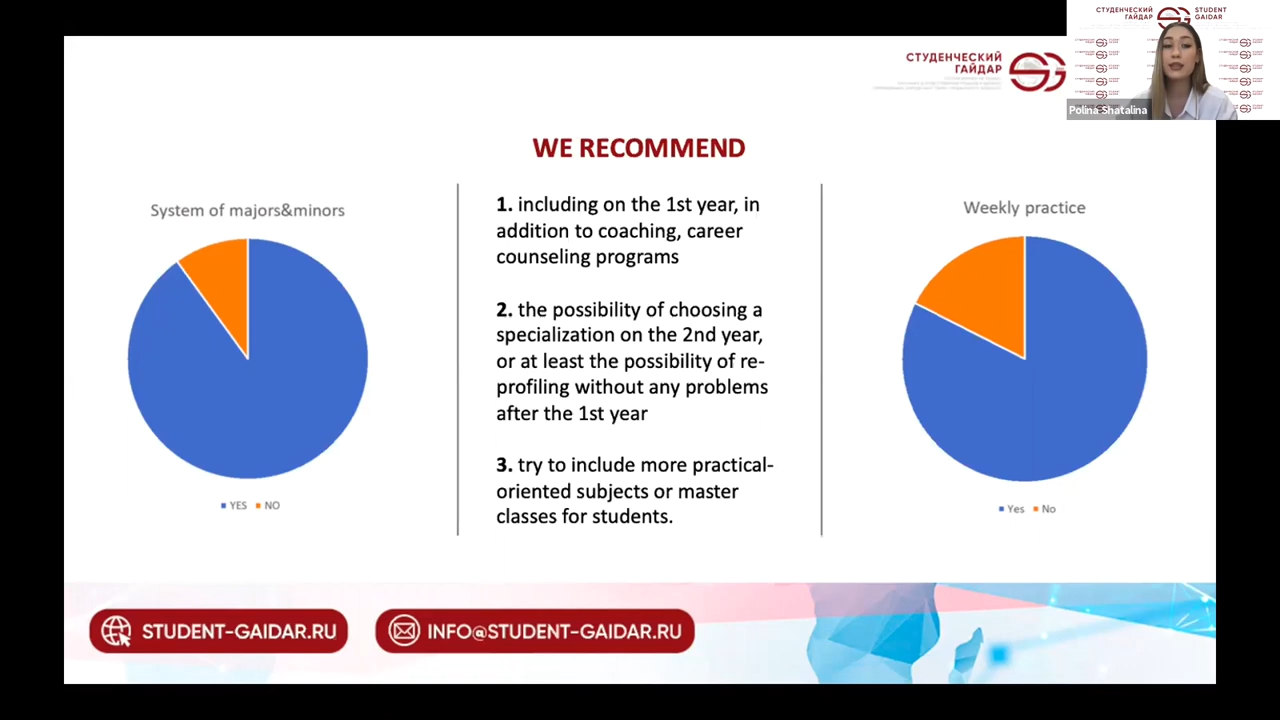 СТУДЕНЧЕСКИЙ
ГАЙДАР
STUDENT
GAIDAR
Polina Shatalina
СТУДЕНЧЕСКИЙ
ГАЙДАР
WE RECOMMEND
System of majors&minors
YES NO
1. including on the 1st year, in
addition to coaching, career
counseling programs
2. the possibility of choosing a
specialization on the 2nd year,
or at least the possibility of re-
profiling without any problems
after the 1st year
3. try to include more practical-
oriented subjects or master
classes for students.
Weekly practice
Yes No
STUDENT-GAIDAR.RU
INFO@STUDENT-GAIDAR.RU